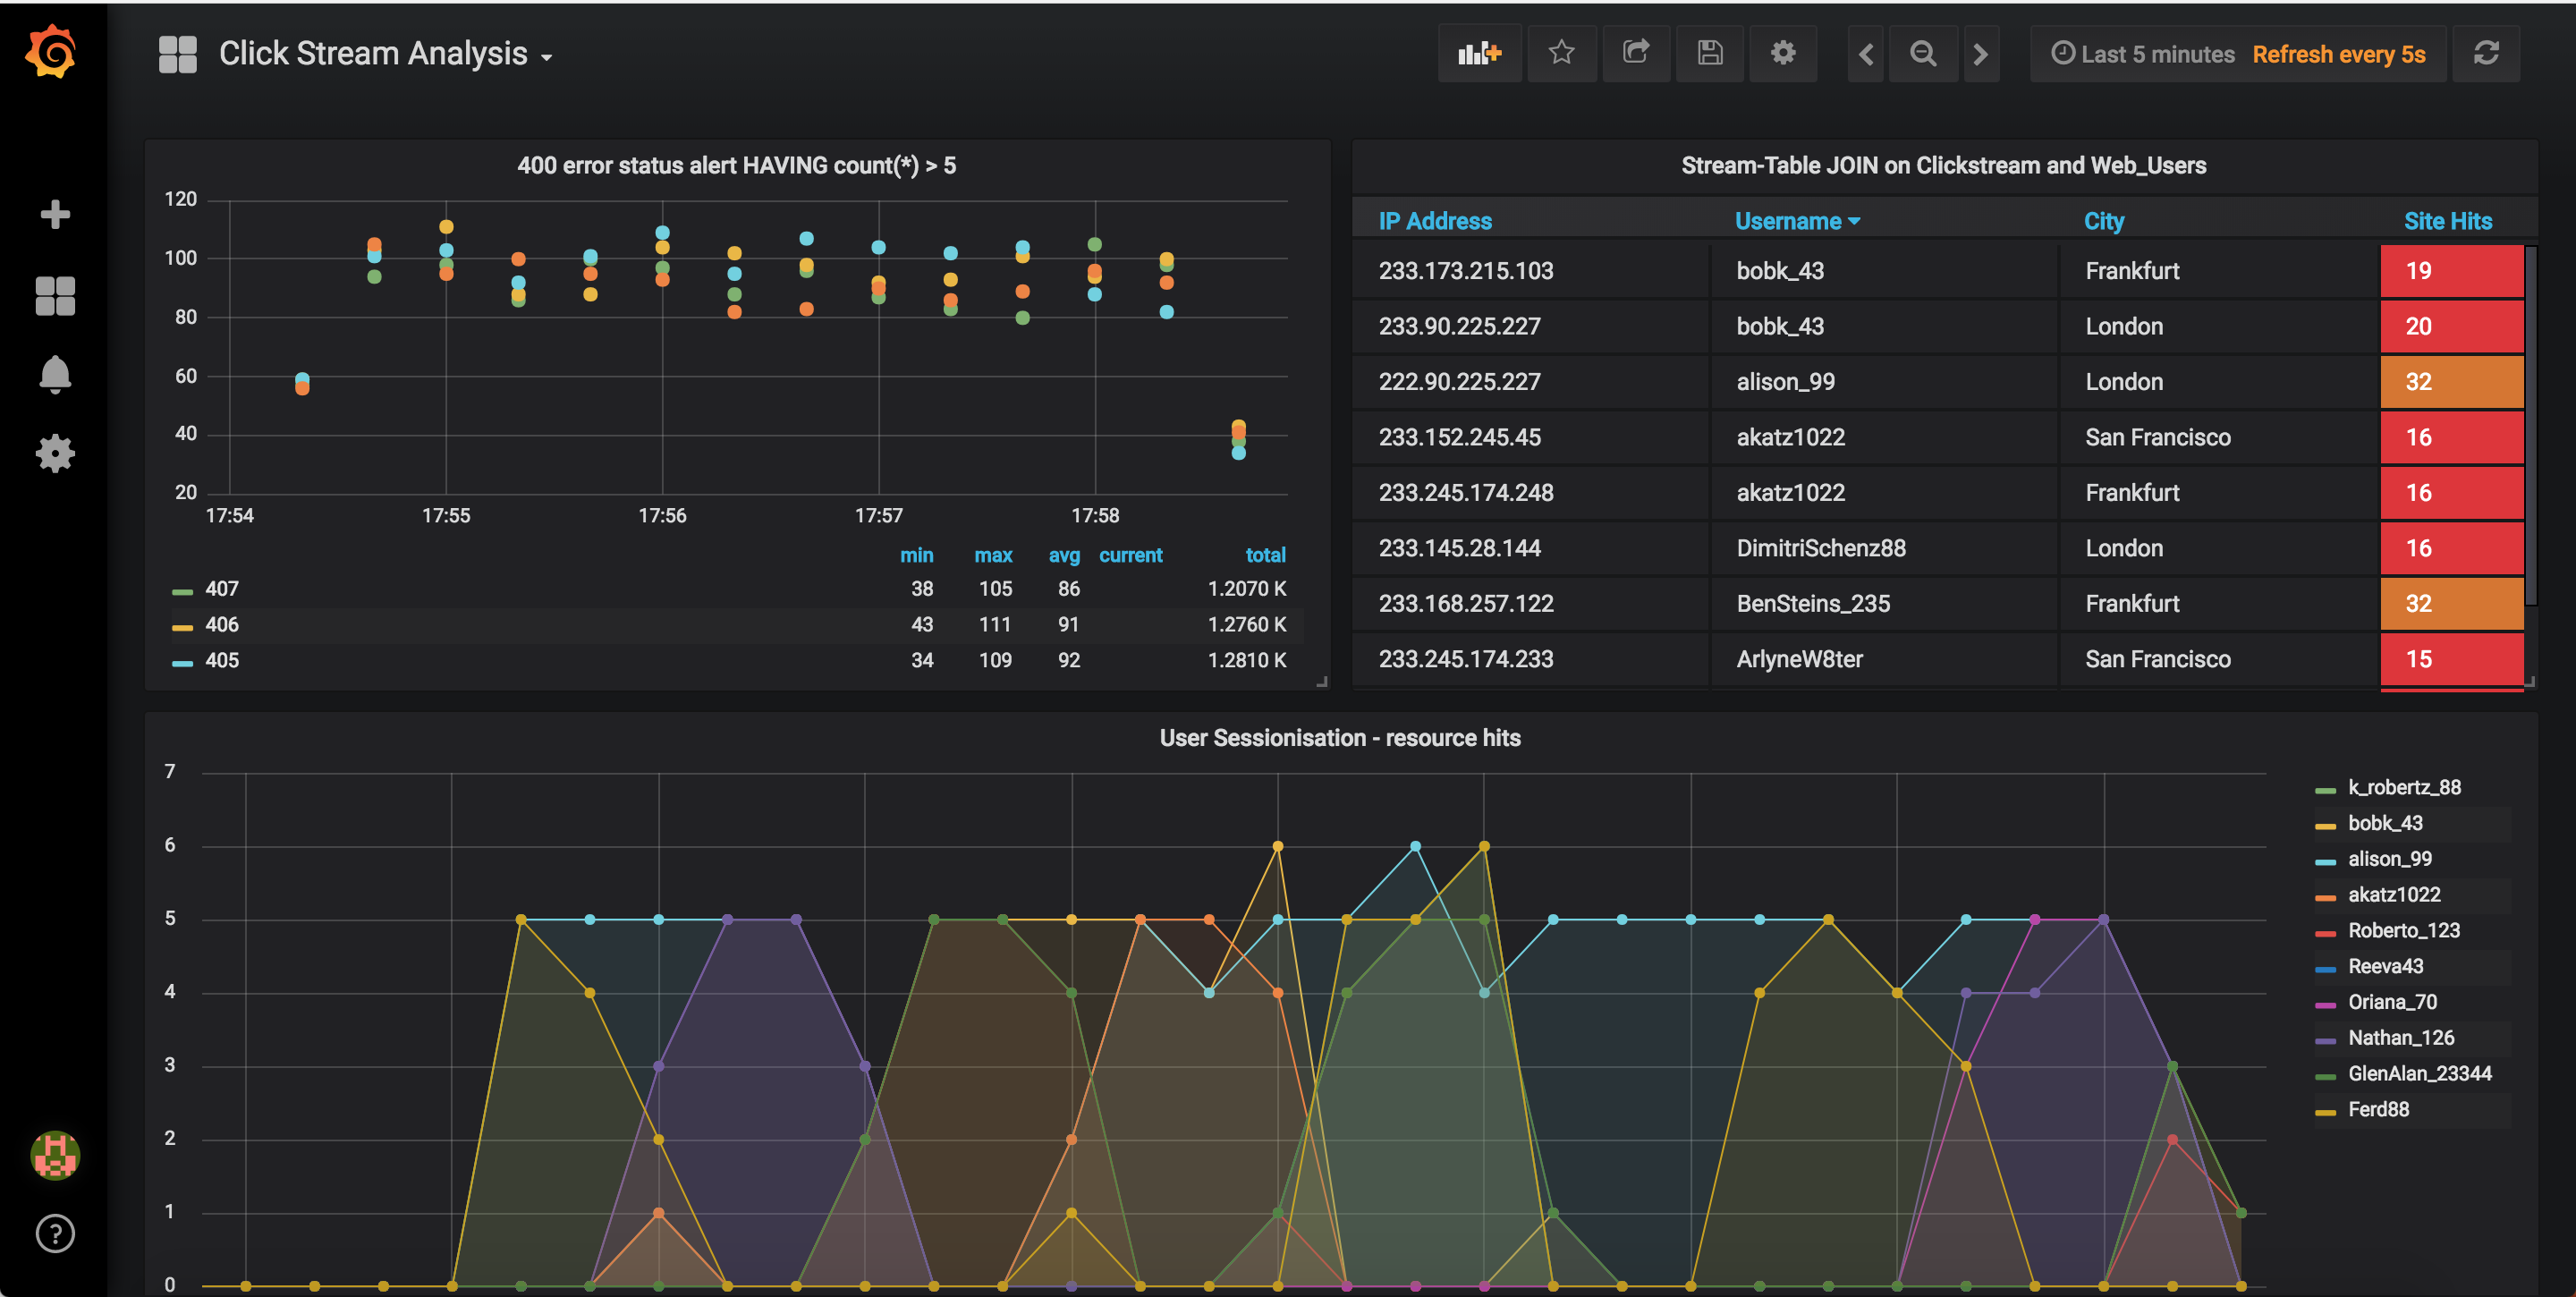 Click Stream Analysis
Last 5 minutes Refresh every 5s
400 error status alert HAVING count(*) > 5
120
100
80
60
40
20
17:54 17:55 17:56 17:57 17:58
min max avg current total
407 38 105 86 1.2070 K
406 43 111 91 1.2760 K
405 34 109 92 1.2810 K
Stream-Table JOIN on Clickstream and Web_Users
IP Address Username City Site Hits
233.173.215.103 bobk_43 Frankfurt 19
233.90.225.227 bobk_43 London 20
222.90.225.227 alison_99 London 32
233.152.245.45 akatz1022 San Francisco 16
233.245.174.248 akatz1022 Frankfurt 16
233.145.28.144 DimitriSchenz88 London 16
233.168.257.122 BenSteins_235 Frankfurt 32
233.245.174.233 ArlyneW8ter San Francisco 15
User Sessionisation - resource hits
7
6
5
4
3
2
1
0
k_robertz_88
bobk_43
alison_99
akatz1022
Roberto_123
Reeva43
Oriana_70
Nathan_126
GlenAlan_23344
Ferd88
?